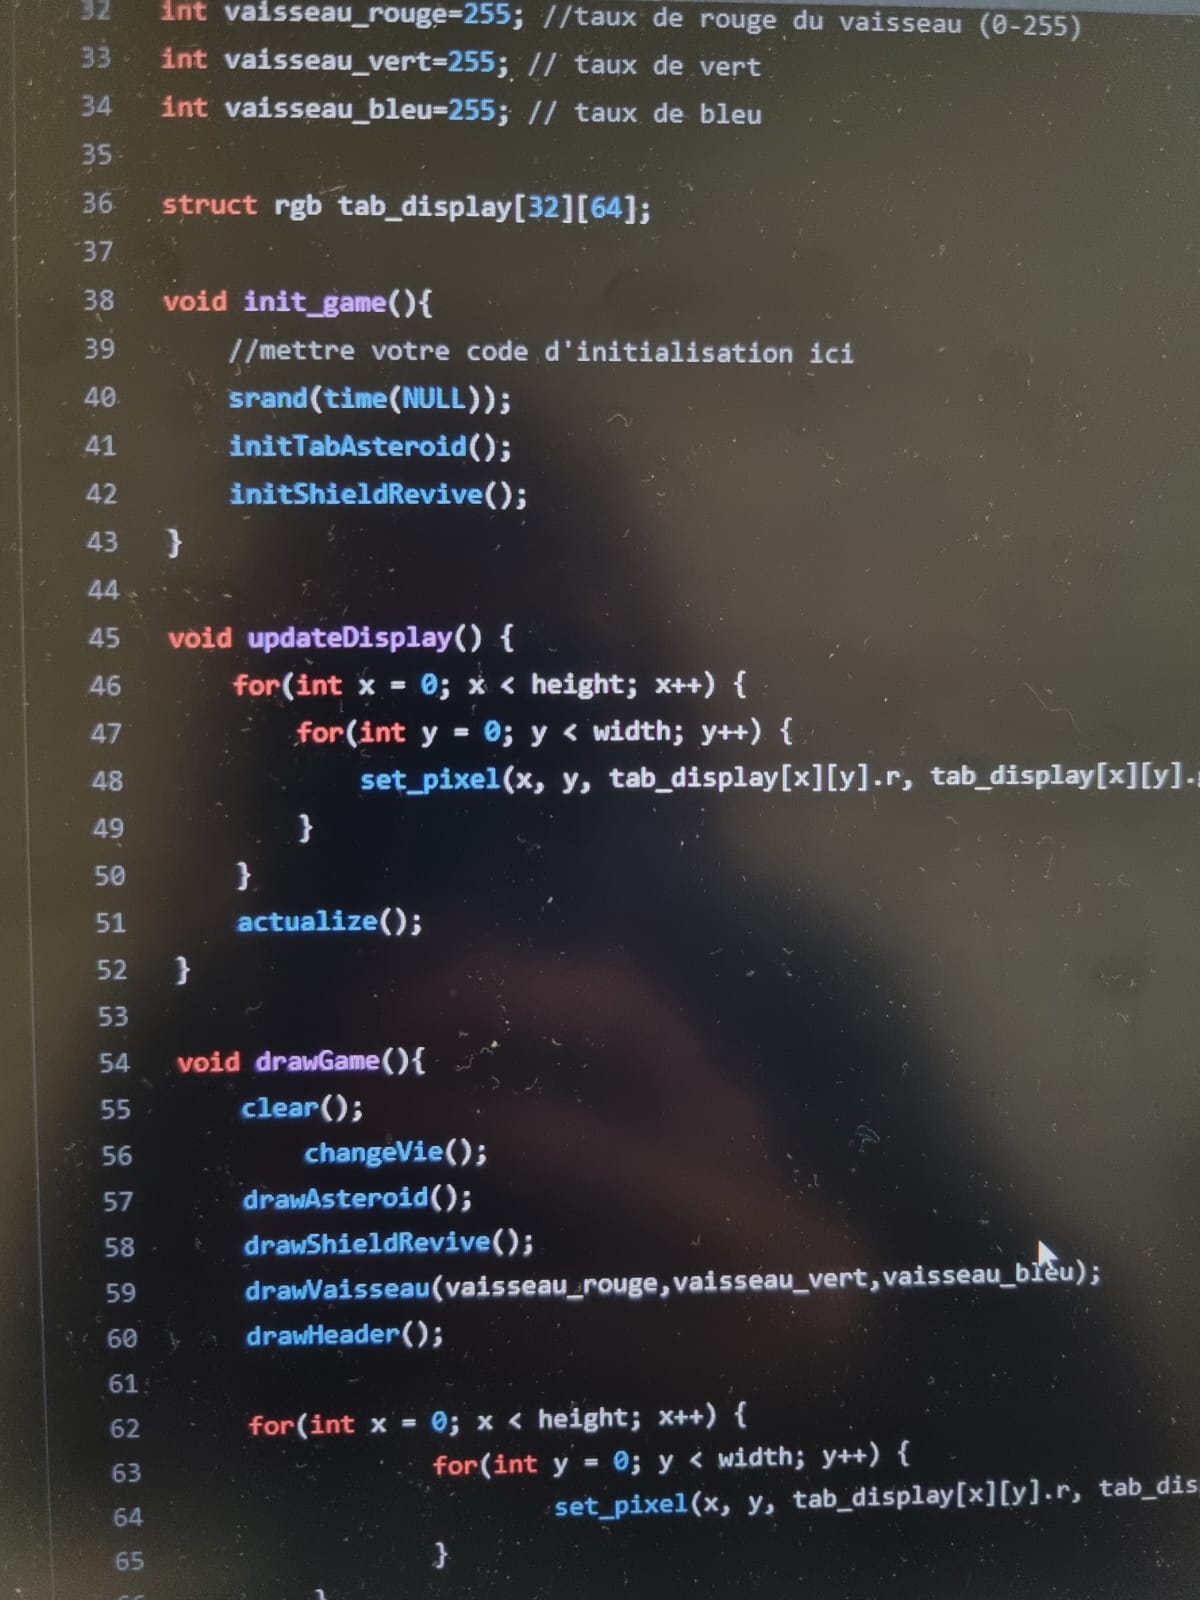 32 int vaisseau_rouge=255; //taux de rouge du vaisseau (0-255)
33 int vaisseau_vert=255; // taux de vert
34 int vaisseau_bleu=255; // taux de bleu
35
36 struct rgb tab_display[32][64];
37
38 void init_game(){
39 //mettre votre code d'initialisation ici
40 srand(time(NULL));
41 initTabAsteroid();
42 initShieldRevive();
43 }
44
45 void updateDisplay() {
46 for(int x = 0; x < height; x++) {
47 for(int y = 0; y < width; y++) {
48 set_pixel(x, y, tab_display[x][y].r, tab_display[x][y].
49 }
50 }
51 actualize();
52 }
53
54 void drawGame(){
55 clear();
56 changeVie();
57 drawAsteroid();
58 drawShieldRevive();
59 drawVaisseau(vaisseau_rouge,vaisseau_vert,vaisseau_bleu);
60 drawHeader();
61
62 for(int x = 0; x < height; x++) {
63 for(int y = 0; y < width; y++) {
64 set_pixel(x, y, tab_display[x][y].r, tab_dis
65 }